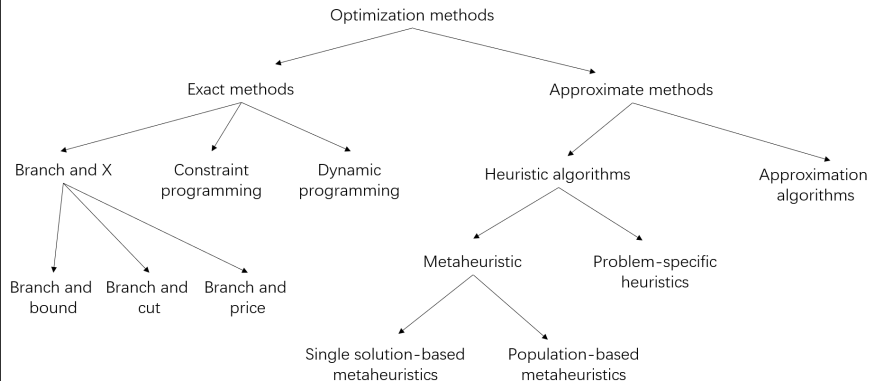 Optimization methods
Exact methods
Approximate methods
Branch and X
Constraint
programming
Dynamic
programming
Heuristic algorithms
Approximation
algorithms
Metaheuristic
Problem-specific
heuristics
Branch and
bound
Branch and
cut
Branch and
price
Single solution-based
metaheuristics
Population-based
metaheuristics